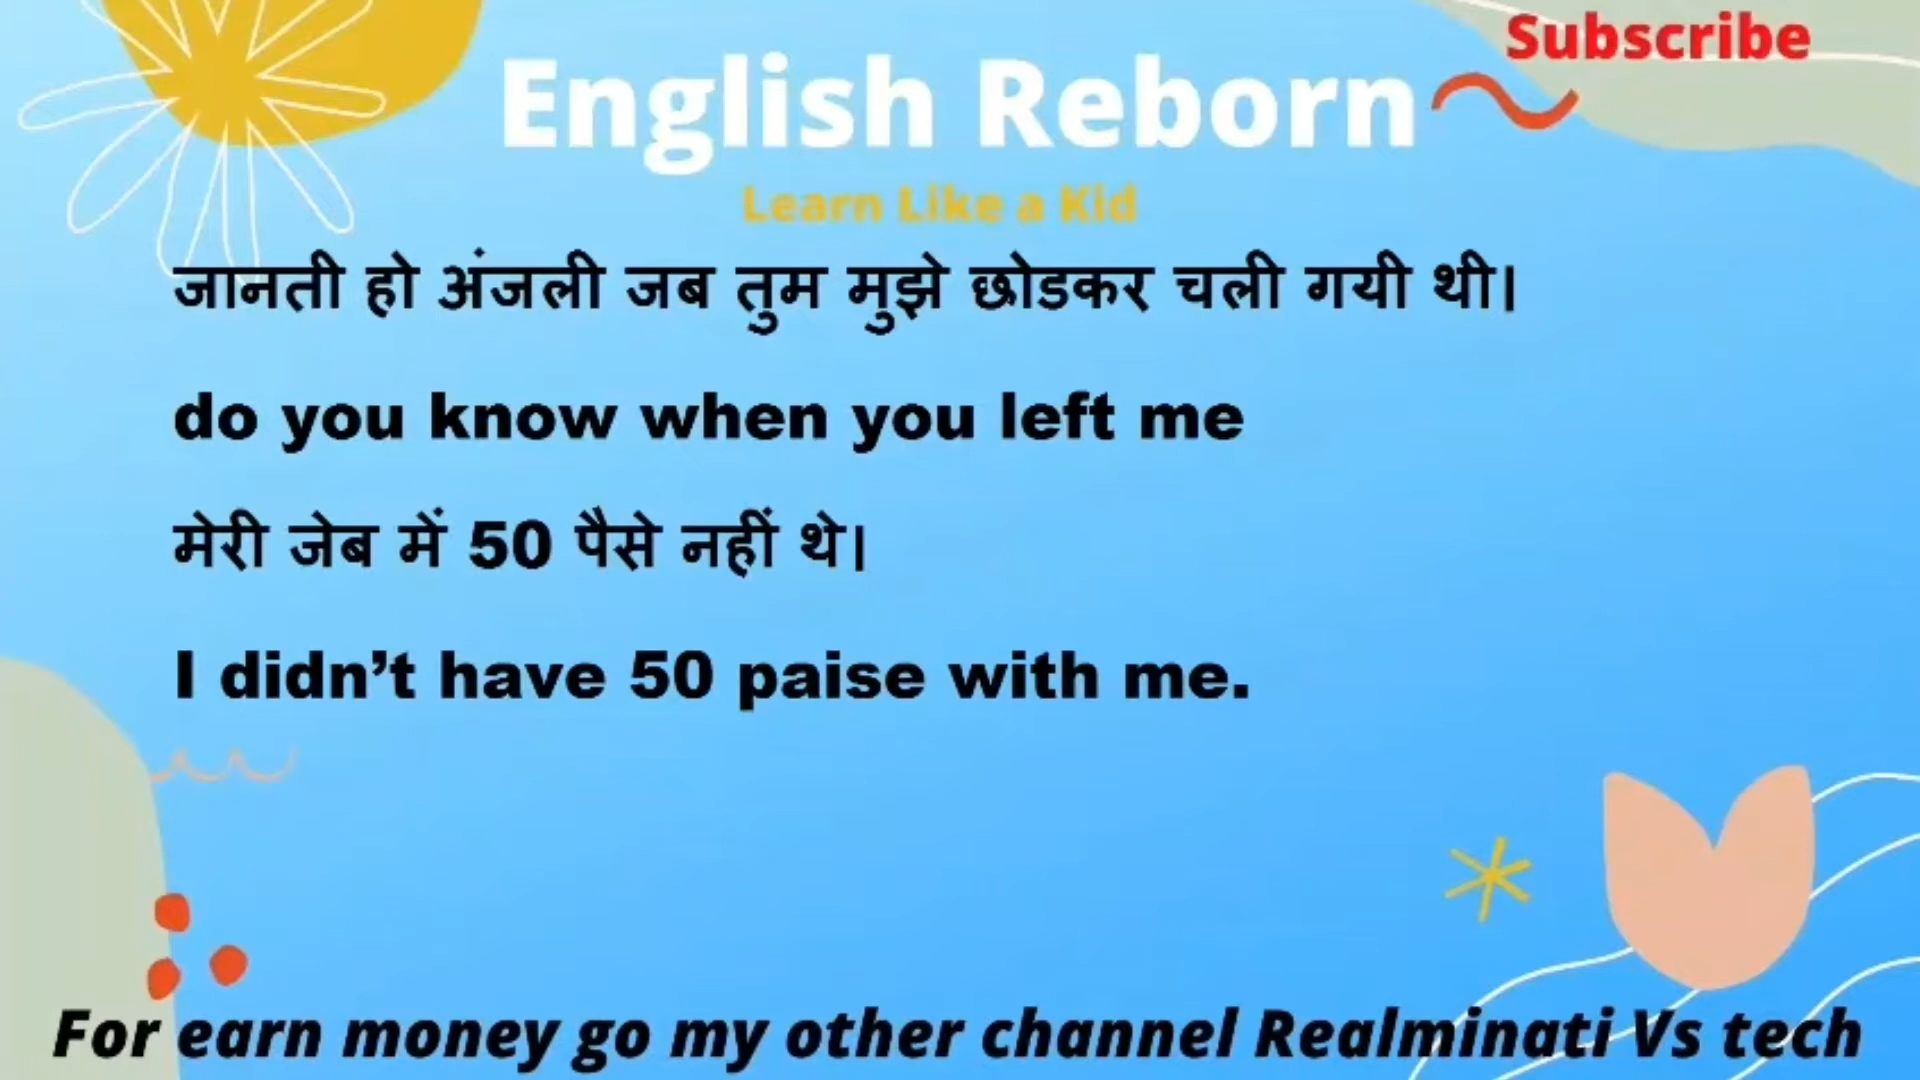 Subscribe
English Reborn
Learn Like a Kid
जानती हो अंजली जब तुम मुझे छोडकर चली गयी थी।
do you know when you left me
मेरी जेब में 50 पैसे नहीं थे।
I didn’t have 50 paise with me.
For earn money go my other channel Realminati Vs tech